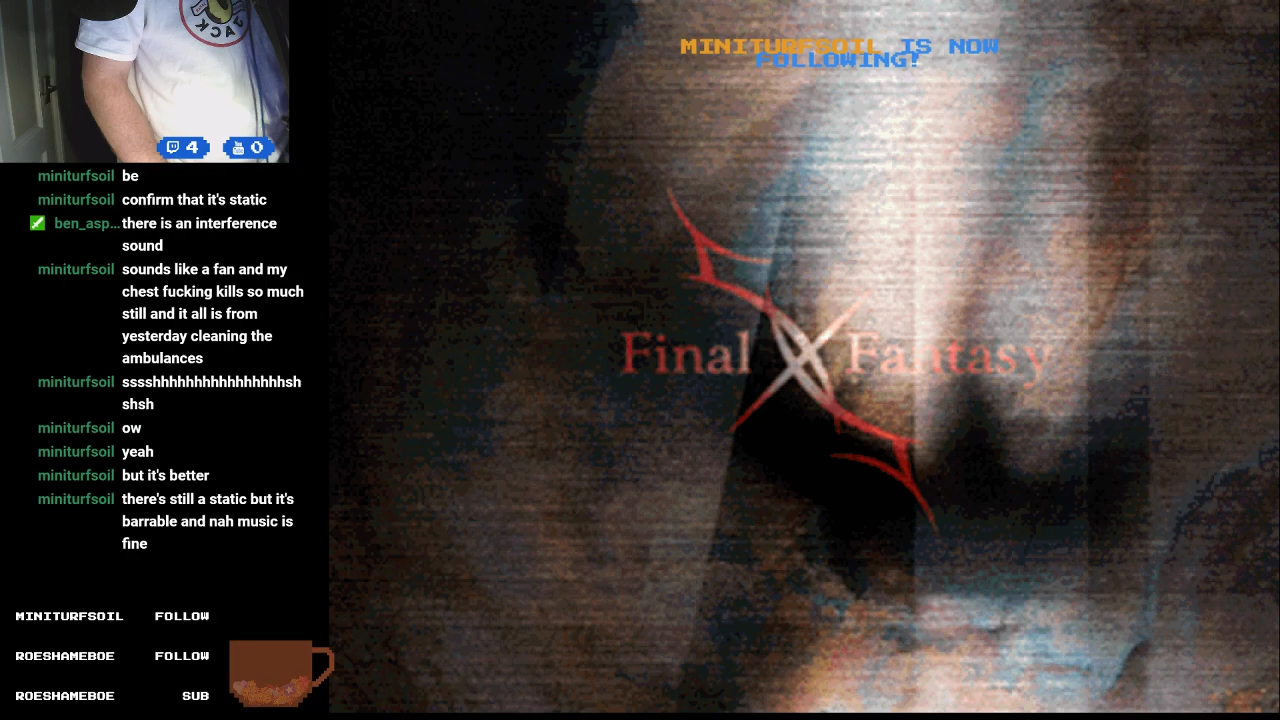 JACK
4
0
MINITURFSOIL IS NOW
FOLLOWING!
miniturfsoil be
miniturfsoil confirm that it's static
ben_asp... there is an interference
sound
miniturfsoil sounds like a fan and my
chest fucking kills so much
still and it all is from
yesterday cleaning the
ambulances
miniturfsoil sssshhhhhhhhhhhhhhhhsh
shsh
miniturfsoil ow
miniturfsoil yeah
miniturfsoil but it's better
miniturfsoil there's still a static but it's
barrable and nah music is
fine
Final X Fantasy
MINITURFSOIL FOLLOW
ROESHAMEBOE FOLLOW
ROESHAMEBOE SUB